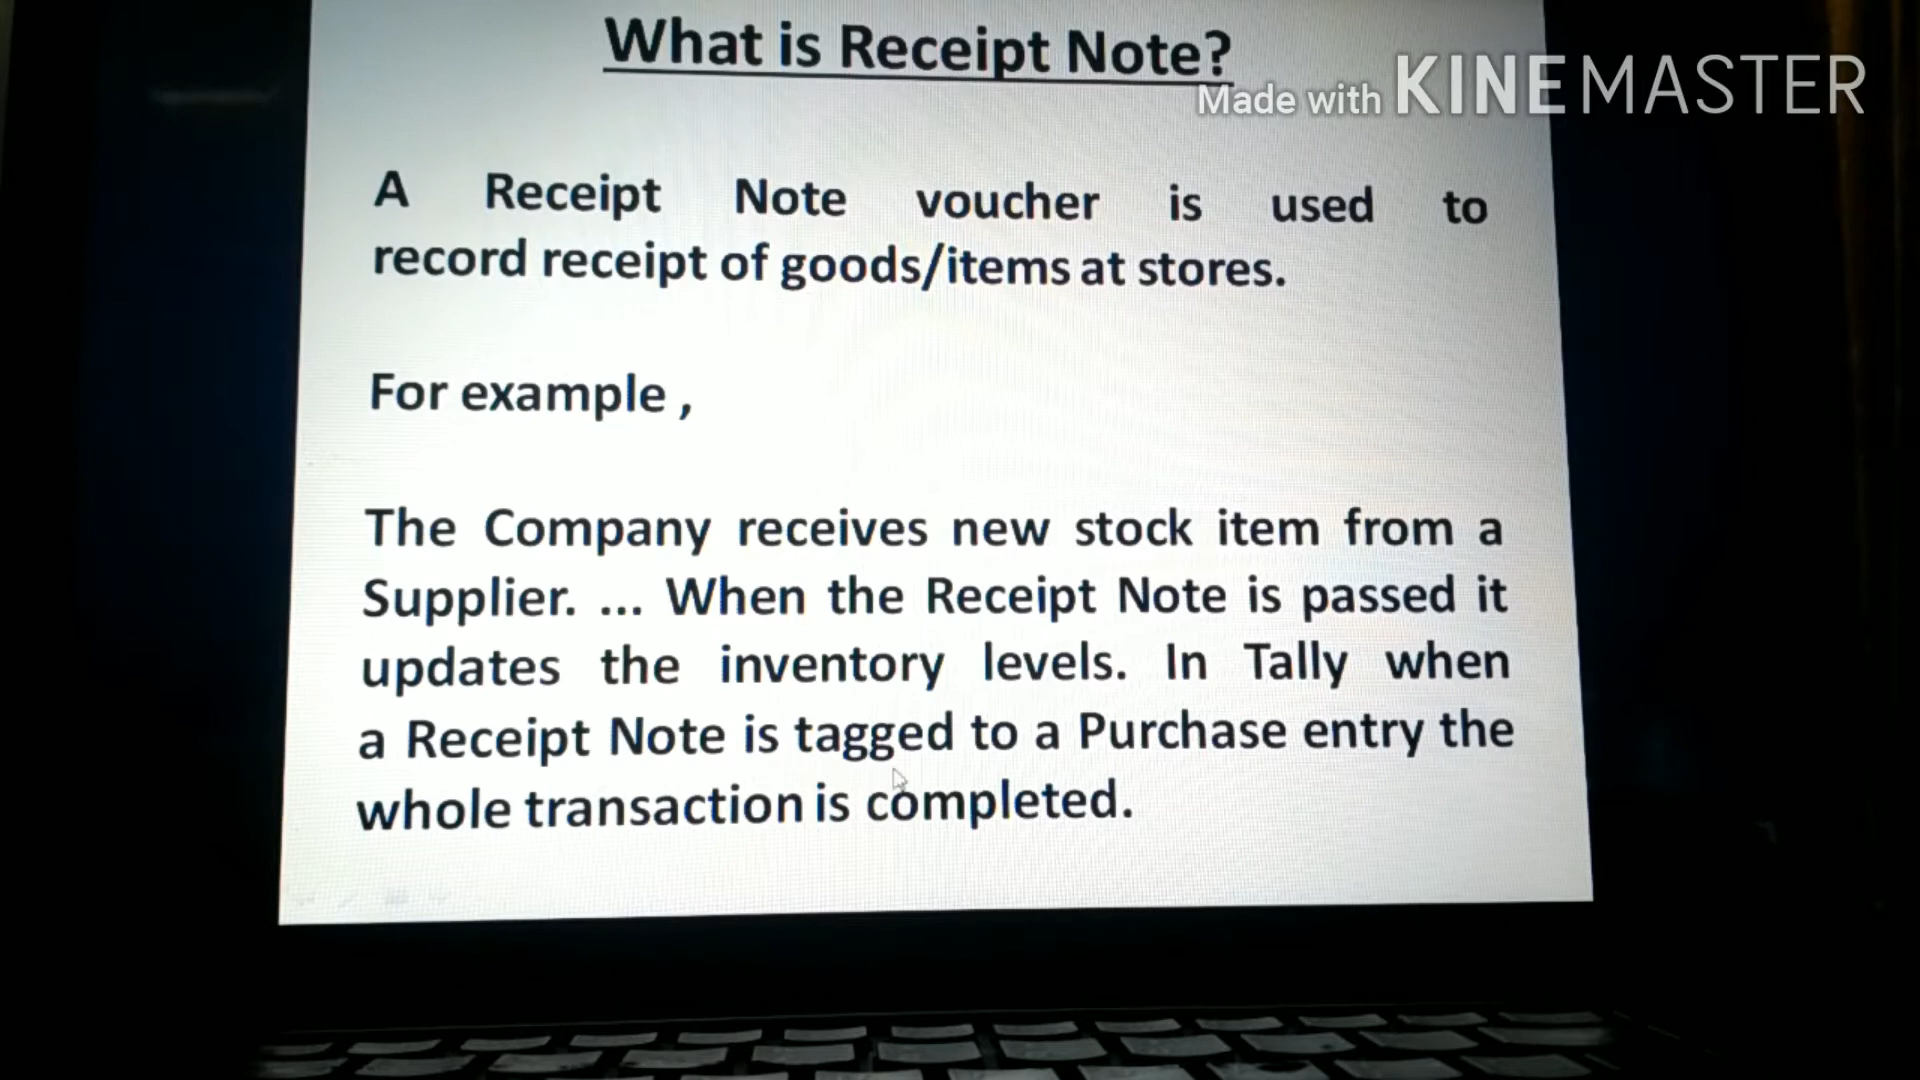 What is Receipt Note?
Made with KINEMASTER
A Receipt Note voucher is used to
record receipt of goods/items at stores.
For example ,
The Company receives new stock item from a
Supplier. ... When the Receipt Note is passed it
updates the inventory levels. In Tally when
a Receipt Note is tagged to a Purchase entry the
whole transaction is completed.